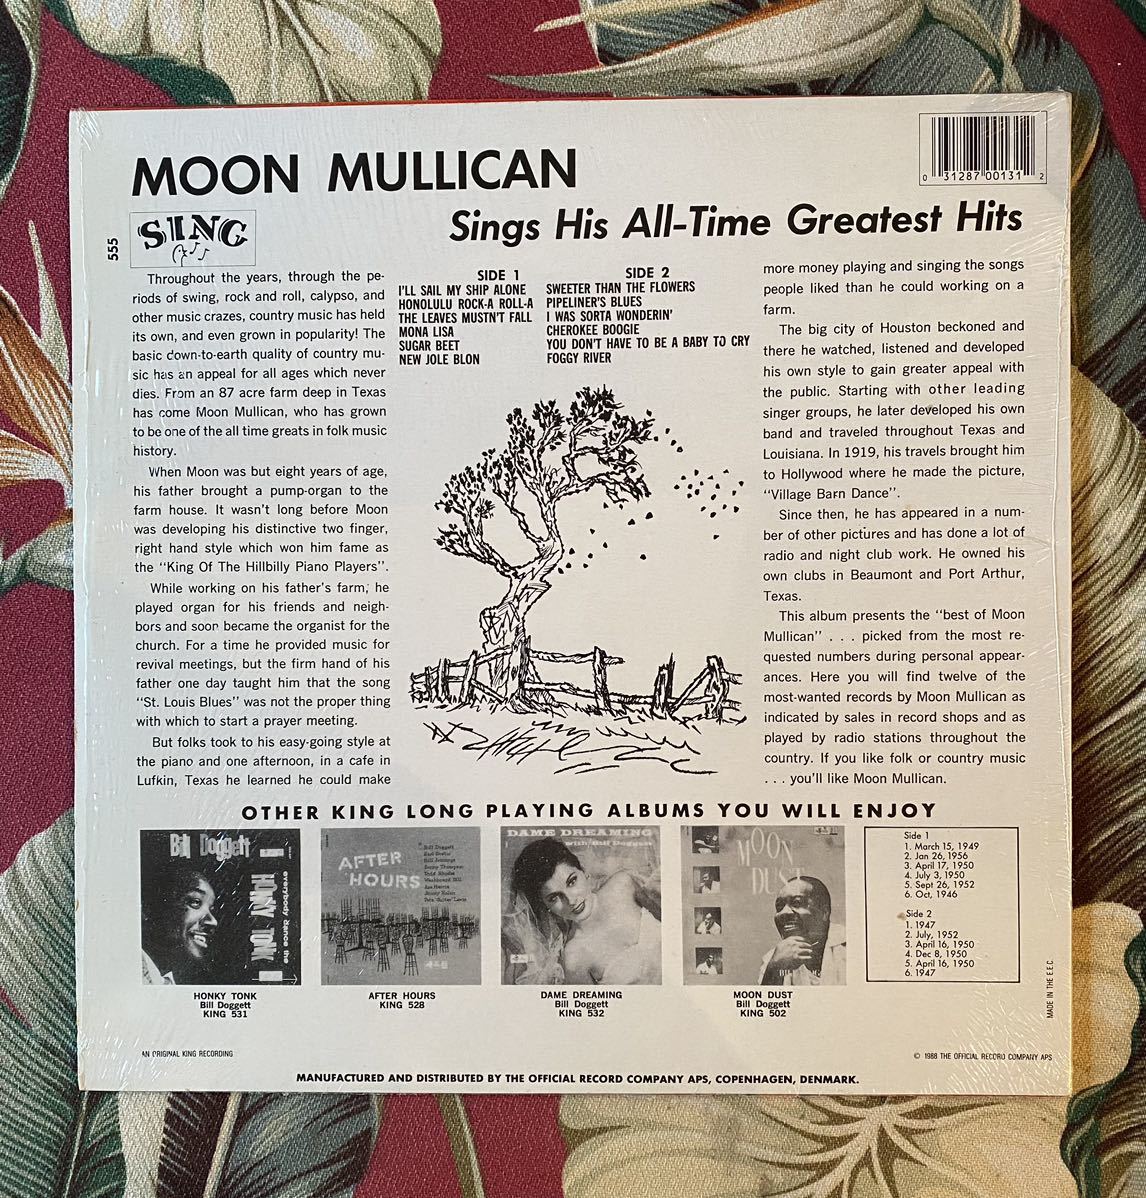 MOON MULLICAN
0 31287 00131 2
555
SING
Sings His All-Time Greatest Hits
Throughout the years, through the pe-
riods of swing, rock and roll, calypso, and
other music crazes, country music has held
its own, and even grown in popularity! The
basic down-to-earth quality of country mu-
sic has an appeal for all ages which never
dies. From an 87 acre farm deep in Texas
has come Moon Mullican, who has grown
to be one of the all time greats in folk music
history.
When Moon was but eight years of age,
his father brought a pump-organ to the
farm house. It wasn't long before Moon
was developing his distinctive two finger,
right hand style which won him fame as
the "King Of The Hillbilly Piano Players".
While working on his father's farm, he
played organ for his friends and neigh-
bors and soon became the organist for the
church. For a time he provided music for
revival meetings, but the firm hand of his
father one day taught him that the song
"St. Louis Blues" was not the proper thing
with which to start a prayer meeting.
But folks took to his easy-going style at
the piano and one afternoon, in a cafe in
Lufkin, Texas he learned he could make
SIDE 1
I'LL SAIL MY SHIP ALONE
HONOLULU ROCK-A ROLL-A
THE LEAVES MUSTN'T FALL
MONA LISA
SUGAR BEET
NEW JOLE BLON
SIDE 2
SWEETER THAN THE FLOWERS
PIPELINER'S BLUES
I WAS SORTA WONDERIN'
CHEROKEE BOOGIE
YOU DON'T HAVE TO BE A BABY TO CRY
FOGGY RIVER
more money playing and singing the songs
people liked than he could working on a
farm.
The big city of Houston beckoned and
there he watched, listened and developed
his own style to gain greater appeal with
the public. Starting with other leading
singer groups, he later developed his own
band and traveled throughout Texas and
Louisiana. In 1919, his travels brought him
to Hollywood where he made the picture,
"Village Barn Dance".
Since then, he has appeared in a num-
ber of other pictures and has done a lot of
radio and night club work. He owned his
own clubs in Beaumont and Port Arthur,
Texas.
This album presents the "best of Moon
Mullican" . . . picked from the most re-
quested numbers during personal appear-
ances. Here you will find twelve of the
most-wanted records by Moon Mullican as
indicated by sales in record shops and as
played by radio stations throughout the
country. If you like folk or country music
. . . you'll like Moon Mullican.
OTHER KING LONG PLAYING ALBUMS YOU WILL ENJOY
Bill Doggett
everybody dance the
HONKY TONK
HONKY TONK
Bill Doggett
KING 531
AFTER
HOURS
Bill Doggett
AFTER HOURS
KING 528
DAME DREAMING
with Bill Doggett
DAME DREAMING
Bill Doggett
KING 532
MOON
DUST
MOON DUST
Bill Doggett
KING 502
Side 1
1. March 15, 1949
2. Jan 26, 1956
3. April 17, 1950
4. July 3, 1950
5. Sept 26, 1952
6. Oct, 1946
Side 2
1. 1947
2. July, 1952
3. April 16, 1950
4. Dec 8, 1950
5. April 16, 1950
6. 1947
MADE IN THE E.E.C.
AN ORIGINAL KING RECORDING
© 1988 THE OFFICIAL RECORD COMPANY APS
MANUFACTURED AND DISTRIBUTED BY THE OFFICIAL RECORD COMPANY APS, COPENHAGEN, DENMARK.